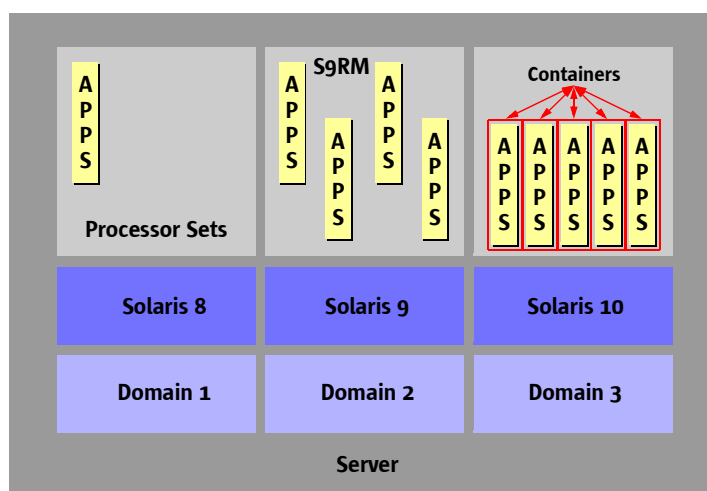 APPS
Processor Sets
S9RM
APPS
APPS
APPS
APPS
Containers
APPS
APPS
APPS
APPS
APPS
Solaris 8
Solaris 9
Solaris 10
Domain 1
Domain 2
Domain 3
Server